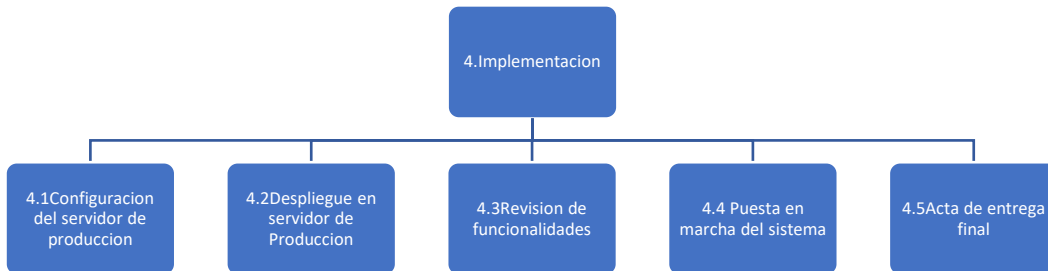 4.Implementacion
4.1Configuracion
del servidor de
produccion
4.2Despliegue en
servidor de
Produccion
4.3Revision de
funcionalidades
4.4 Puesta en
marcha del sistema
4.5Acta de entrega
final